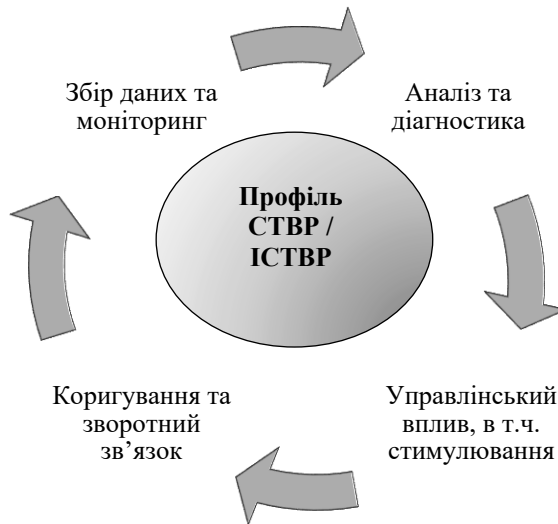 Збір даних та
моніторинг
Аналіз та
діагностика
Профіль
СТВР /
ІСТВР
Коригування та
зворотний
зв’язок
Управлінський
вплив, в т.ч.
стимулювання